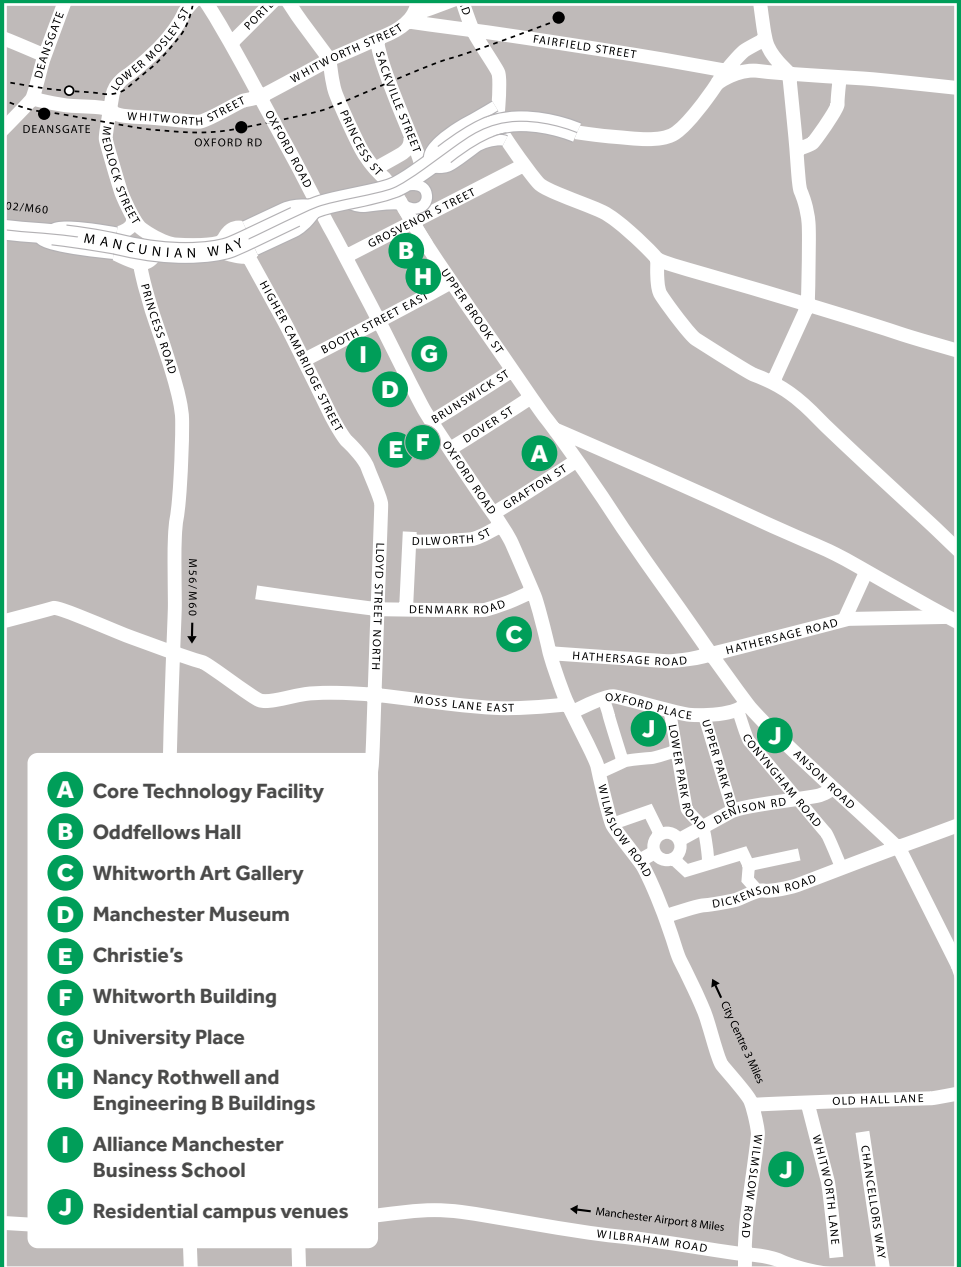 DEANSGATE
LOWER MOSLEY ST
WHITWORTH STREET
SACKVILLE STREET
FAIRFIELD STREET
DEANSGATE
WHITWORTH STREET
OXFORD RD
OXFORD ROAD
PRINCESS ST
MEDLOCK STREET
02/M60
MANCUNIAN WAY
GROSVENOR STREET
B
H
UPPER BROOK ST
PRINCESS ROAD
HIGHER CAMBRIDGE STREET
BOOTH STREET EAST
I
G
D
BRUNSWICK ST
DOVER ST
E
F
OXFORD ROAD
A
GRAFTON ST
DILWORTH ST
M56/M60
LLOYD STREET NORTH
DENMARK ROAD
C
HATHERSAGE ROAD
HATHERSAGE ROAD
MOSS LANE EAST
OXFORD PLACE
J
LOWER PARK ROAD
UPPER PARK RD
CONYNGHAM ROAD
J
ANSON ROAD
WILMSLOW ROAD
DENISON RD
DICKENSON ROAD
City Centre 3 Miles
OLD HALL LANE
WILMSLOW ROAD
J
WHITWORTH LANE
CHANCELLORS WAY
Manchester Airport 8 Miles
WILBRAHAM ROAD
A Core Technology Facility
B Oddfellows Hall
C Whitworth Art Gallery
D Manchester Museum
E Christie's
F Whitworth Building
G University Place
H Nancy Rothwell and
Engineering B Buildings
I Alliance Manchester
Business School
J Residential campus venues